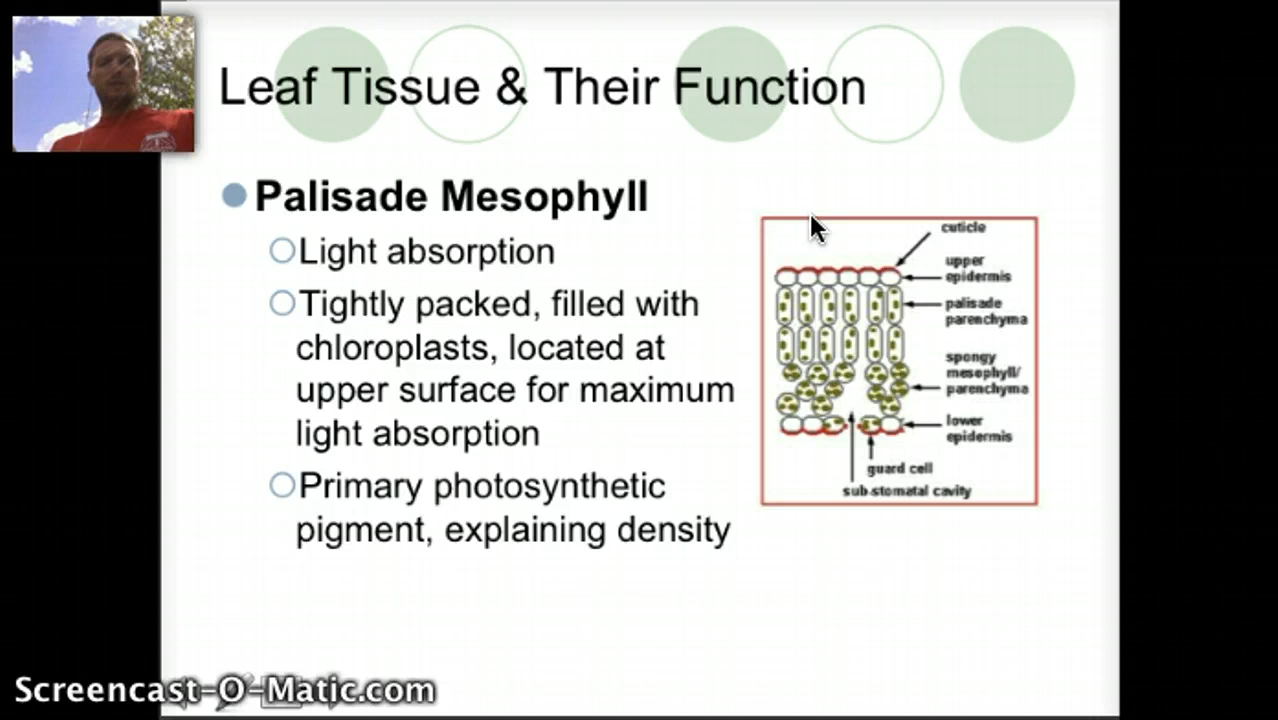 Leaf Tissue & Their Function
Palisade Mesophyll
Light absorption
Tightly packed, filled with
chloroplasts, located at
upper surface for maximum
light absorption
Primary photosynthetic
pigment, explaining density
cuticle
upper
epidermis
palisade
parenchyma
spongy
mesophyll/
parenchyma
lower
epidermis
guard cell
sub-stomatal cavity
Screencast-O-Matic.com